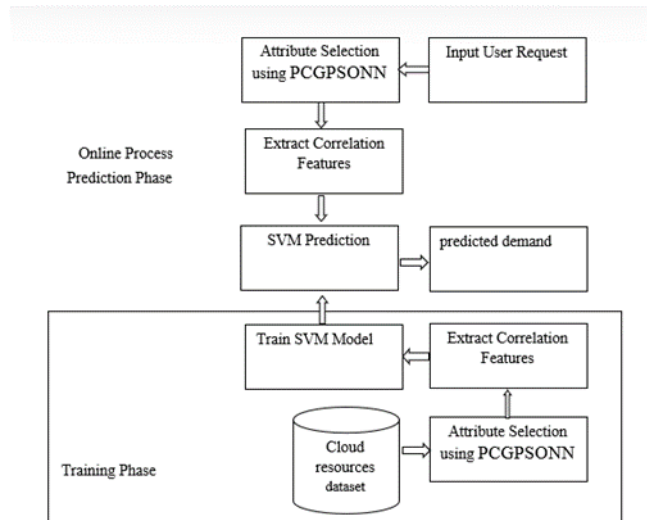 Attribute Selection
using PCGPSONN
Input User Request
Extract Correlation
Features
Online Process
Prediction Phase
SVM Prediction
predicted demand
Train SVM Model
Extract Correlation
Features
Cloud
resources
dataset
Attribute Selection
using PCGPSONN
Training Phase